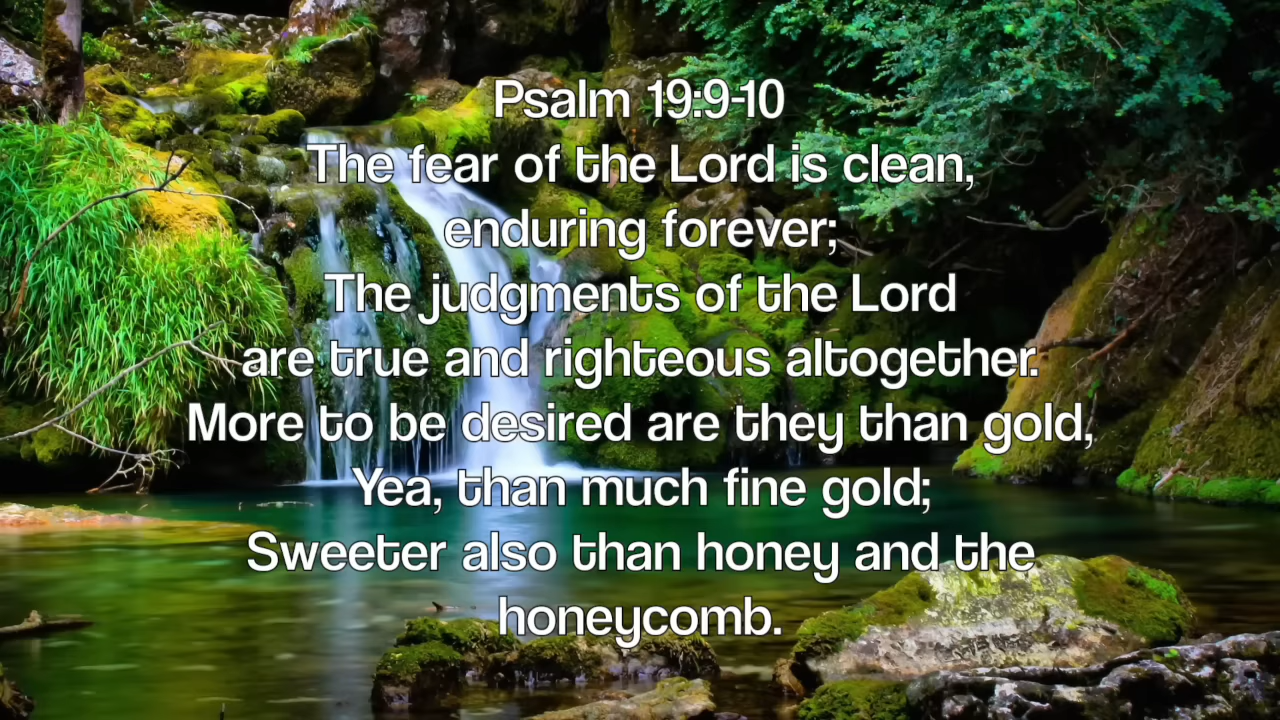 Psalm 19:9-10
The fear of the Lord is clean,
enduring forever;
The judgments of the Lord
are true and righteous altogether.
More to be desired are they than gold,
Yea, than much fine gold;
Sweeter also than honey and the
honeycomb.